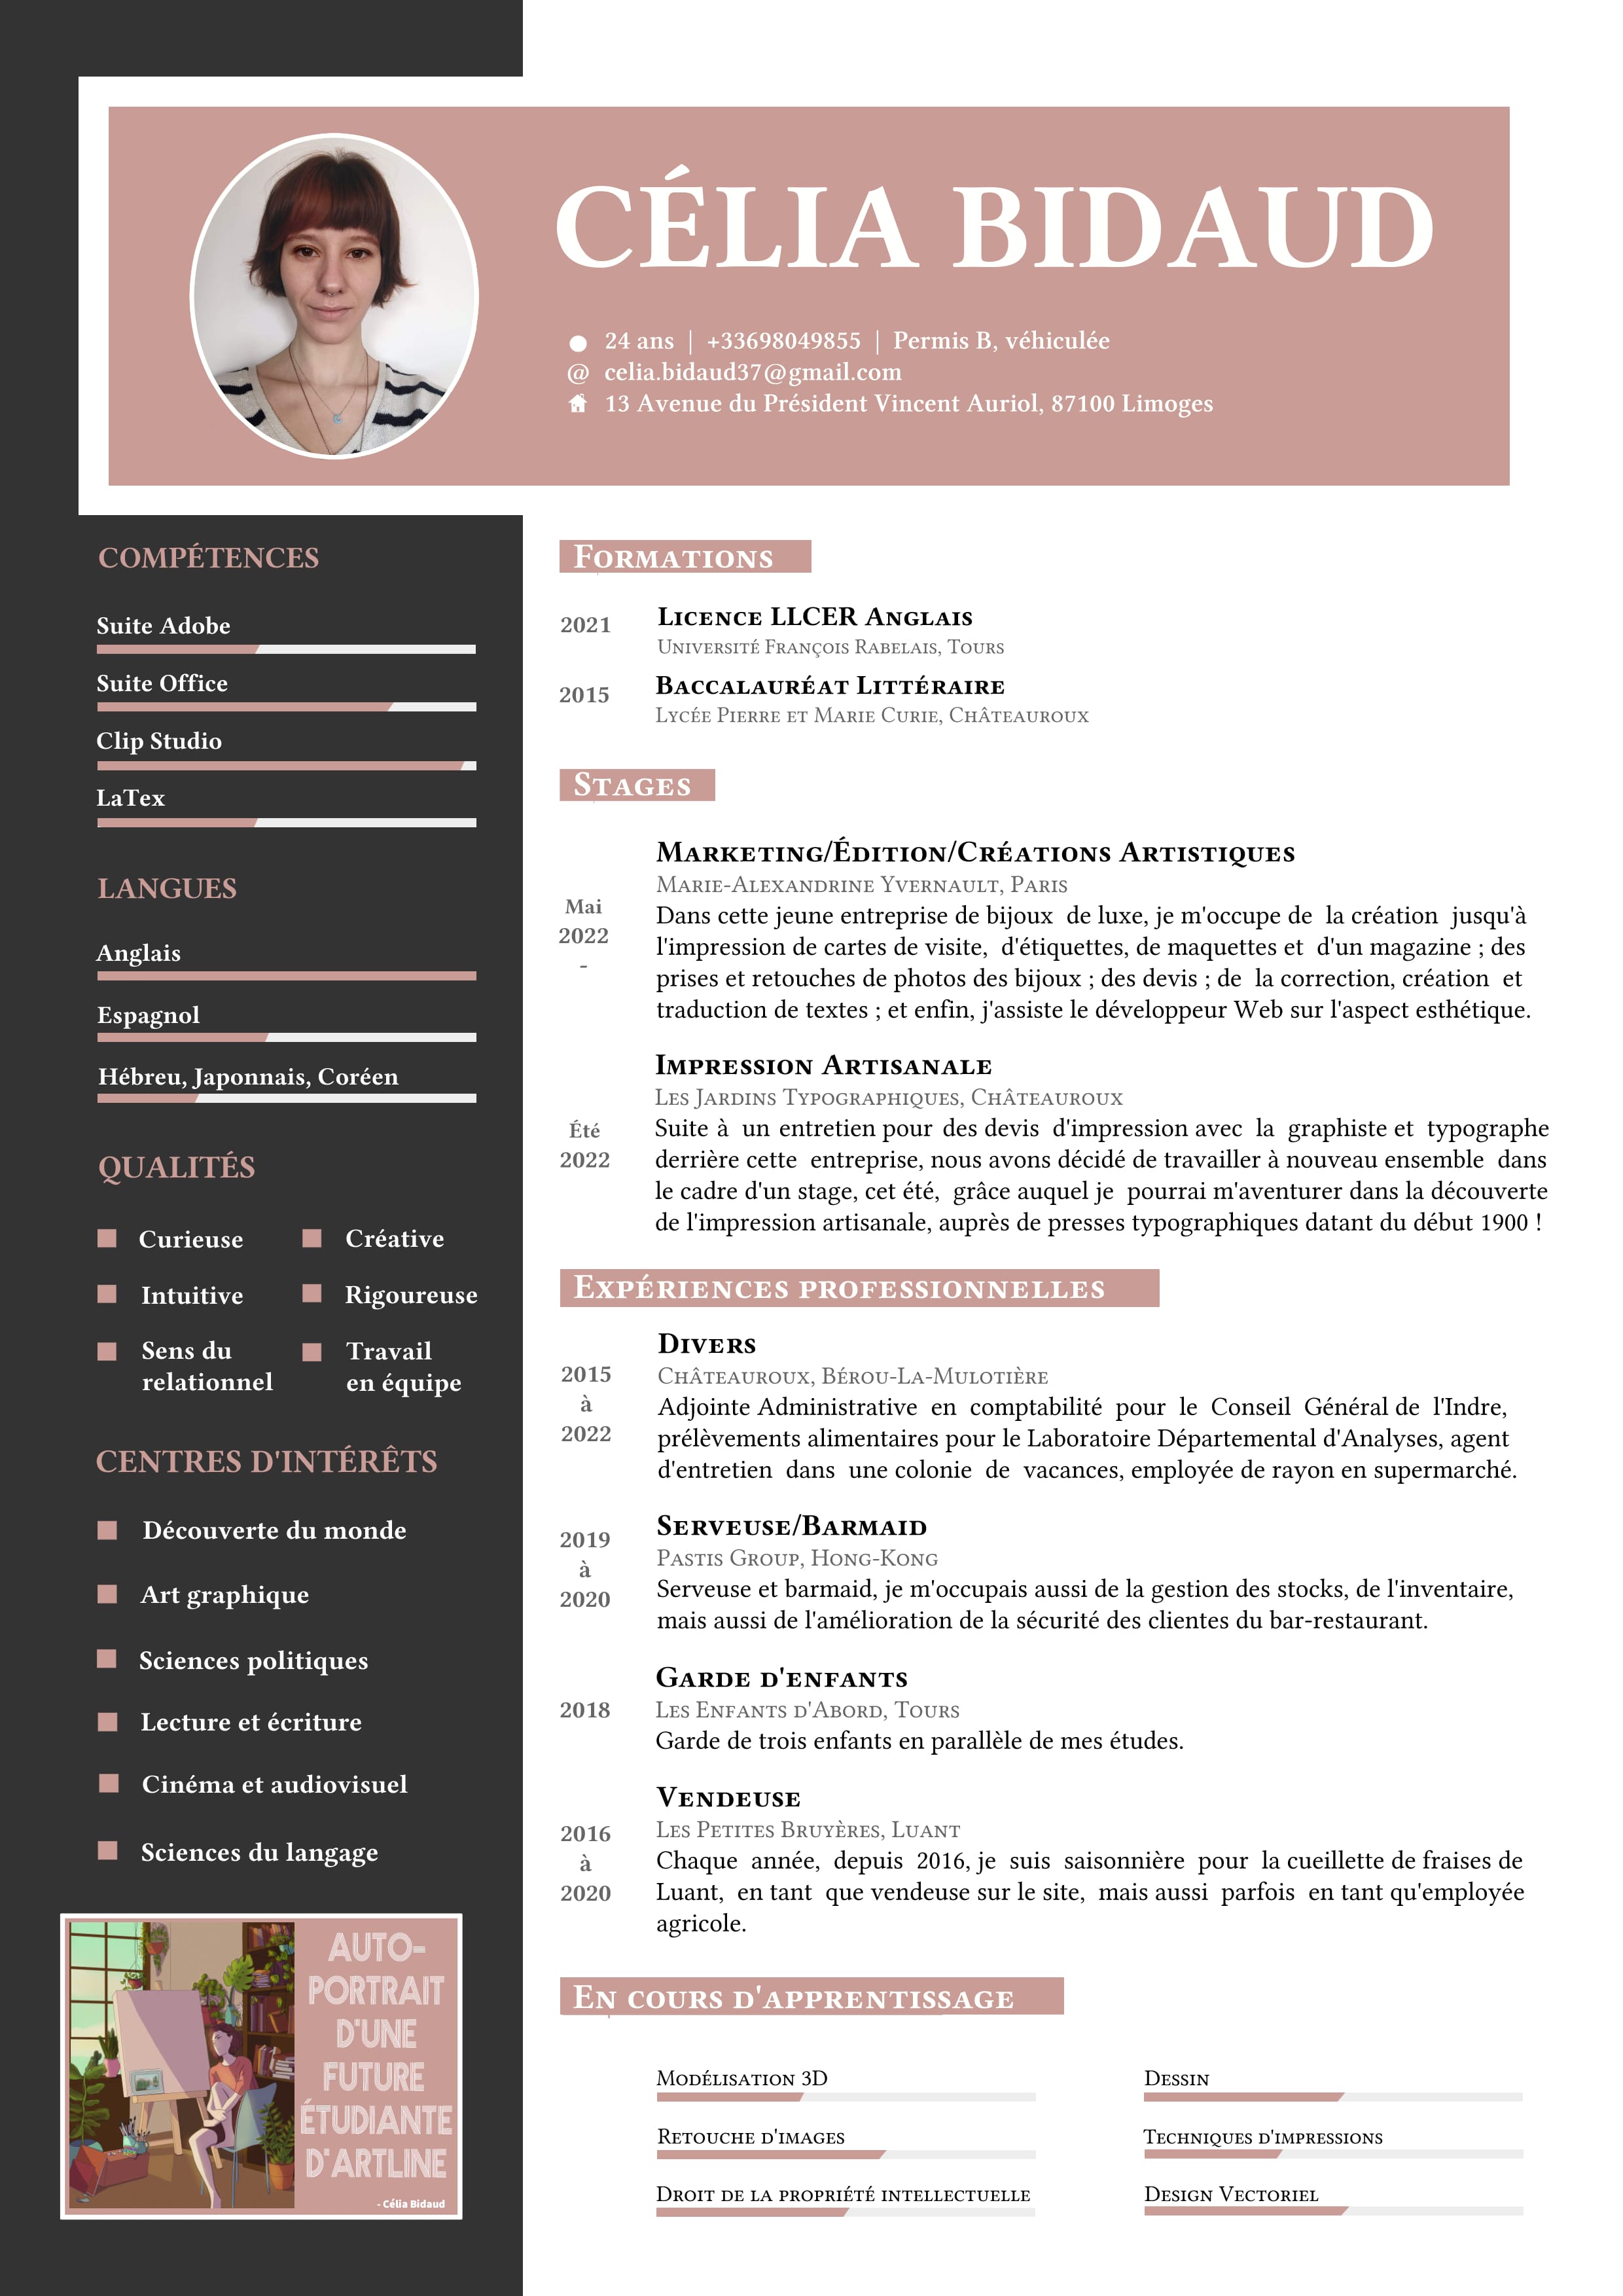 CÉLIA BIDAUD
24 ans | +33698049855 | Permis B, véhiculée
@ celia.bidaud37@gmail.com
13 Avenue du Président Vincent Auriol, 87100 Limoges
COMPÉTENCES
Suite Adobe
Suite Office
Clip Studio
LaTex
LANGUES
Anglais
Espagnol
Hébreu, Japonnais, Coréen
QUALITÉS
Curieuse
Créative
Intuitive
Rigoureuse
Sens du
relationnel
Travail
en équipe
CENTRES D'INTÉRÊTS
Découverte du monde
Art graphique
Sciences politiques
Lecture et écriture
Cinéma et audiovisuel
Sciences du langage
AUTO-
PORTRAIT
D'UNE
FUTURE
ÉTUDIANTE
D'ARTLINE
- Célia Bidaud
Formations
2021
Licence LLCER Anglais
Université François Rabelais, Tours
2015
Baccalauréat Littéraire
Lycée Pierre et Marie Curie, Châteauroux
Stages
Mai
2022
-
Marketing/Édition/Créations Artistiques
Marie-Alexandrine Yvernault, Paris
Dans cette jeune entreprise de bijoux de luxe, je m'occupe de la création jusqu'à
l'impression de cartes de visite, d'étiquettes, de maquettes et d'un magazine ; des
prises et retouches de photos des bijoux ; des devis ; de la correction, création et
traduction de textes ; et enfin, j'assiste le développeur Web sur l'aspect esthétique.
Été
2022
Impression Artisanale
Les Jardins Typographiques, Châteauroux
Suite à un entretien pour des devis d'impression avec la graphiste et typographe
derrière cette entreprise, nous avons décidé de travailler à nouveau ensemble dans
le cadre d'un stage, cet été, grâce auquel je pourrai m'aventurer dans la découverte
de l'impression artisanale, auprès de presses typographiques datant du début 1900 !
Expériences professionnelles
2015
à
2022
Divers
Châteauroux, Bérou-La-Mulotière
Adjointe Administrative en comptabilité pour le Conseil Général de l'Indre,
prélèvements alimentaires pour le Laboratoire Départemental d'Analyses, agent
d'entretien dans une colonie de vacances, employée de rayon en supermarché.
2019
à
2020
Serveuse/Barmaid
Pastis Group, Hong-Kong
Serveuse et barmaid, je m'occupais aussi de la gestion des stocks, de l'inventaire,
mais aussi de l'amélioration de la sécurité des clientes du bar-restaurant.
2018
Garde d'enfants
Les Enfants d'Abord, Tours
Garde de trois enfants en parallèle de mes études.
2016
à
2020
Vendeuse
Les Petites Bruyères, Luant
Chaque année, depuis 2016, je suis saisonnière pour la cueillette de fraises de
Luant, en tant que vendeuse sur le site, mais aussi parfois en tant qu'employée
agricole.
En cours d'apprentissage
Modélisation 3D
Dessin
Retouche d'images
Techniques d'impressions
Droit de la propriété intellectuelle
Design Vectoriel